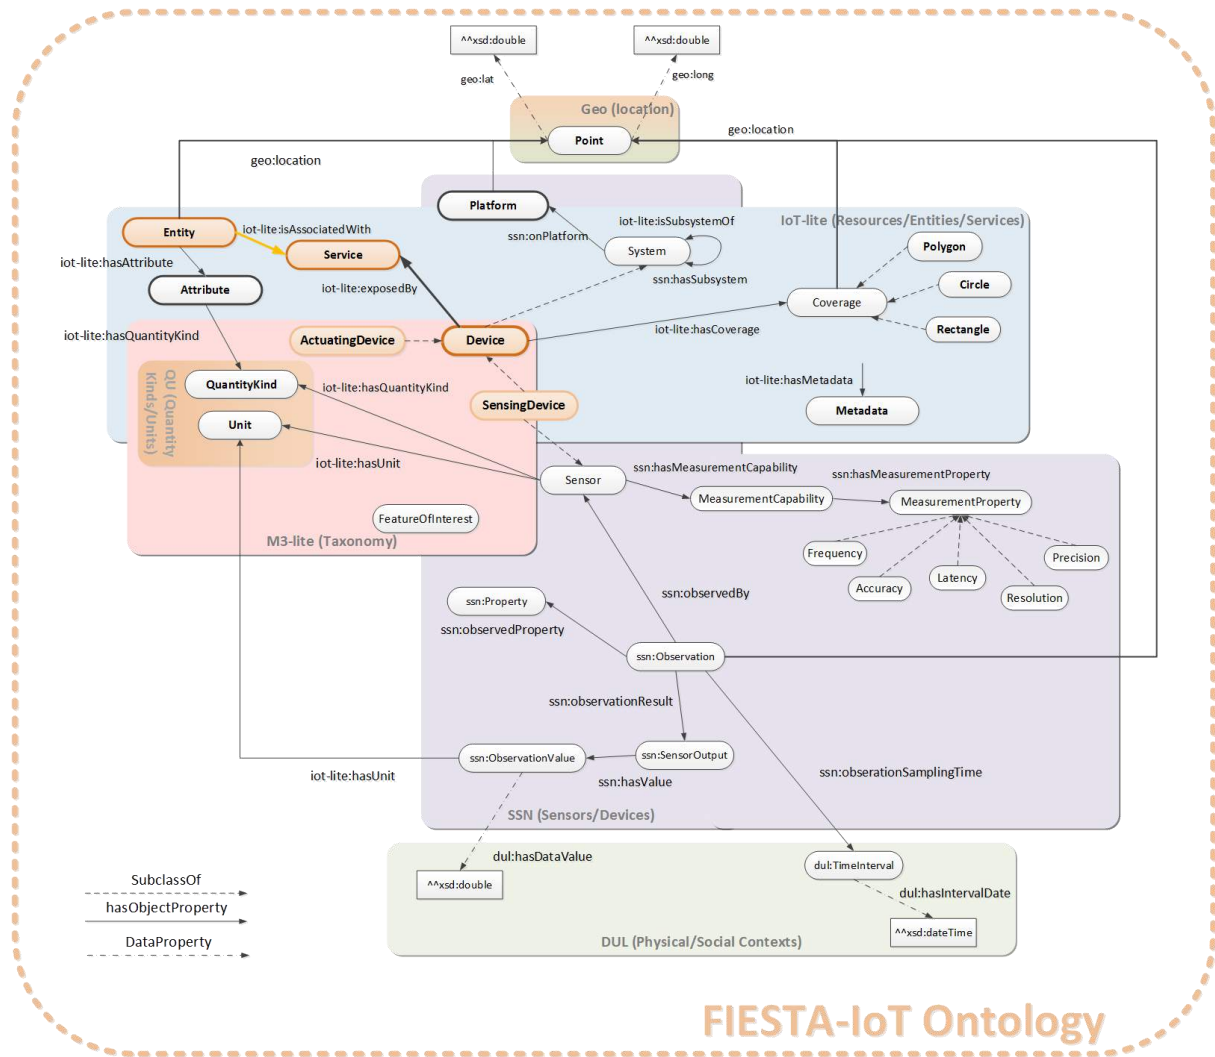 ^^xsd:double
^^xsd:double
geo:lat
geo:long
Geo (location)
Point
geo:location
geo:location
Platform
iot-lite:isSubsystemOf
IoT-lite (Resources/Entities/Services)
Entity
iot-lite:isAssociatedWith
ssn:onPlatform
System
Polygon
Service
iot-lite:hasAttribute
ssn:hasSubsystem
Attribute
iot-lite:exposedBy
Circle
Coverage
iot-lite:hasQuantityKind
ActuatingDevice
Device
iot-lite:hasCoverage
Rectangle
QU (Quantity
Kinds/Units)
QuantityKind
iot-lite:hasQuantityKind
iot-lite:hasMetadata
SensingDevice
Metadata
Unit
iot-lite:hasUnit
Sensor
ssn:hasMeasurementCapability
ssn:hasMeasurementProperty
MeasurementCapability
MeasurementProperty
FeatureOfInterest
M3-lite (Taxonomy)
Frequency
Precision
Accuracy
Latency
Resolution
ssn:observedBy
ssn:Property
ssn:observedProperty
ssn:Observation
ssn:observationResult
ssn:ObservationValue
ssn:SensorOutput
iot-lite:hasUnit
ssn:hasValue
ssn:obserationSamplingTime
SSN (Sensors/Devices)
dul:hasDataValue
dul:TimeInterval
^^xsd:double
dul:hasIntervalDate
^^xsd:dateTime
DUL (Physical/Social Contexts)
SubclassOf
hasObjectProperty
DataProperty
FIESTA-IoT Ontology